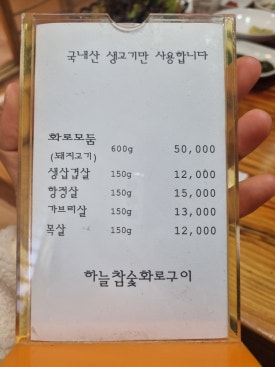 국내산 생고기만 사용합니다
화로모둠 600g 50,000
(돼지고기)
생삼겹살 150g 12,000
항정살 150g 15,000
가브리살 150g 13,000
목살 150g 12,000
하늘참숯화로구이